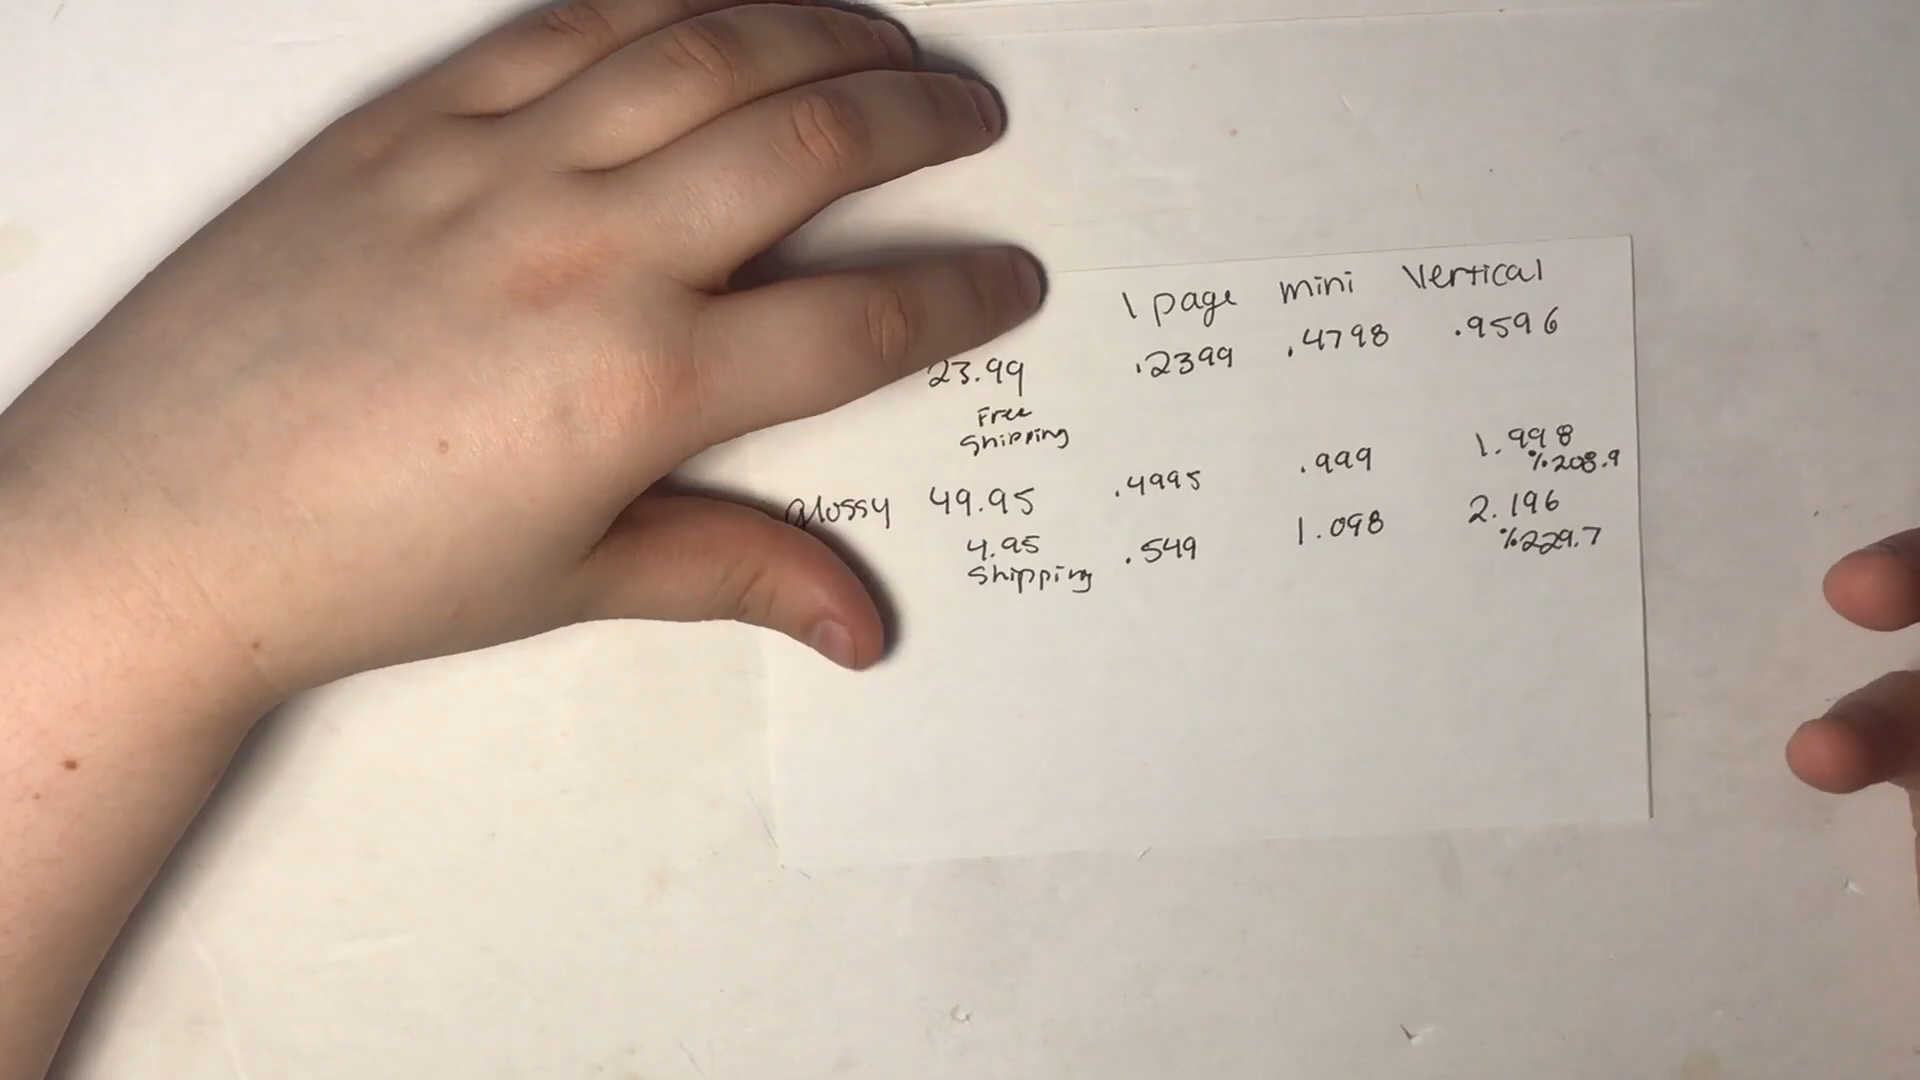 1 page mini vertical
23.99 .2399 .4798 .9596
Free
Shipping
glossy 49.95 .4995 .999 1.998
%208.9
4.95 .549 1.098 2.196
Shipping %229.7